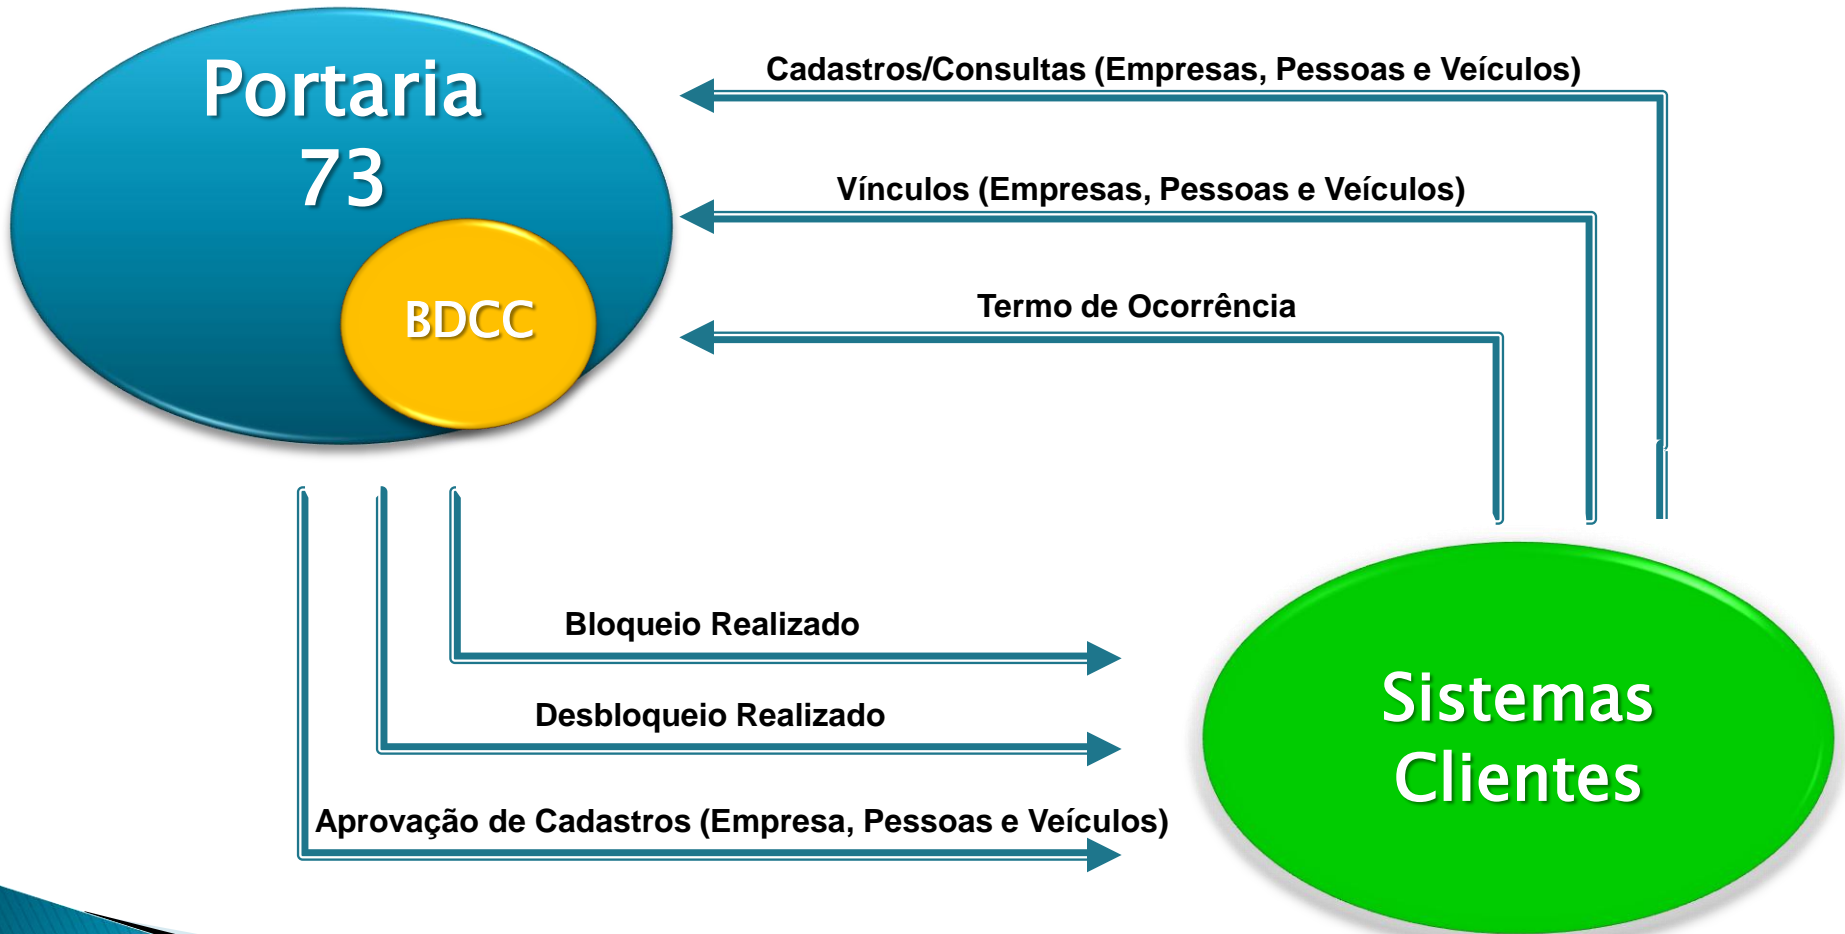 Portaria
73
BDCC
Cadastros/Consultas (Empresas, Pessoas e Veículos)
Vínculos (Empresas, Pessoas e Veículos)
Termo de Ocorrência
Bloqueio Realizado
Desbloqueio Realizado
Aprovação de Cadastros (Empresa, Pessoas e Veículos)
Sistemas
Clientes